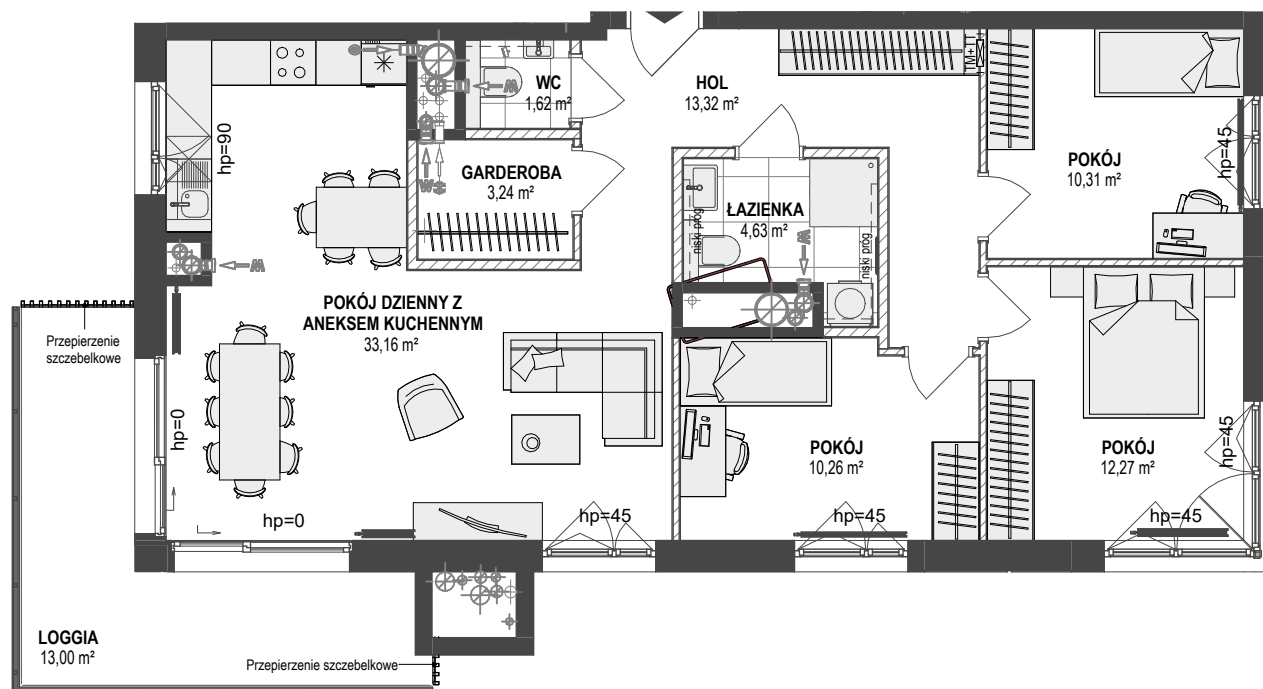 WC
1,62 m²
HOL
13,32 m²
TM+T
hp=90
GARDEROBA
3,24 m²
POKÓJ
10,31 m²
hp=45
ŁAZIENKA
4,63 m²
niski próg
niski próg
W
W
W
W
POKÓJ DZIENNY Z
ANEKSEM KUCHENNYM
33,16 m²
Przepierzenie
szczebelkowe
hp=0
hp=0
hp=45
POKÓJ
10,26 m²
hp=45
POKÓJ
12,27 m²
hp=45
hp=45
LOGGIA
13,00 m²
Przepierzenie szczebelkowe